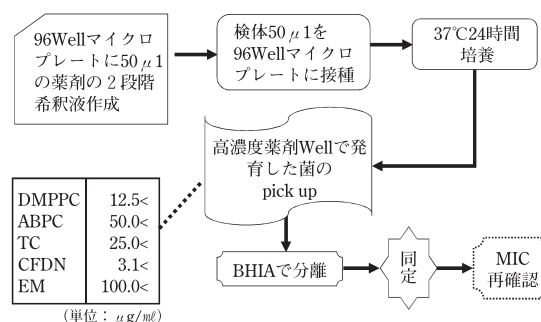 96Wellマイクロ
プレートに50μ1
の薬剤の2段階
希釈液作成
検体50μ1を
96Wellマイクロ
プレートに接種
37℃24時間
培養
高濃度薬剤Wellで発
育した菌の
pick up
DMPPC 12.5<
ABPC 50.0<
TC 25.0<
CFDN 3.1<
EM 100.0<
(単位：μg/㎖)
BHIAで分離
同
定
MIC
再確認